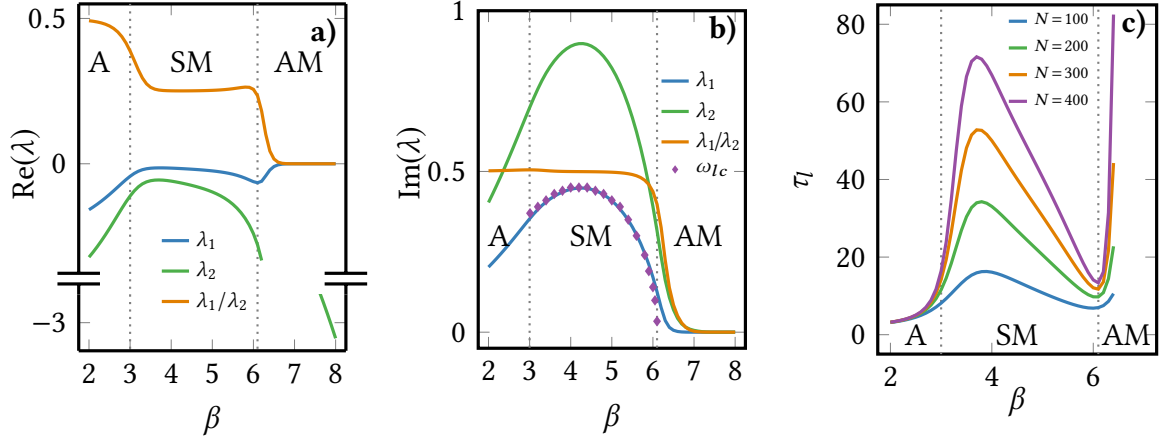 a)
0.5
0
−3
Re(λ)
A SM AM
λ1
λ2
λ1/λ2
2 3 4 5 6 7 8
β
b)
1
0.5
0
Im(λ)
λ1
λ2
λ1/λ2
ωlc
A SM AM
2 3 4 5 6 7 8
β
c)
80
60
40
20
0
τl
N = 100
N = 200
N = 300
N = 400
A SM AM
2 4 6
β